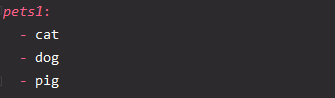 pets1:
  - cat
  - dog
  - pig